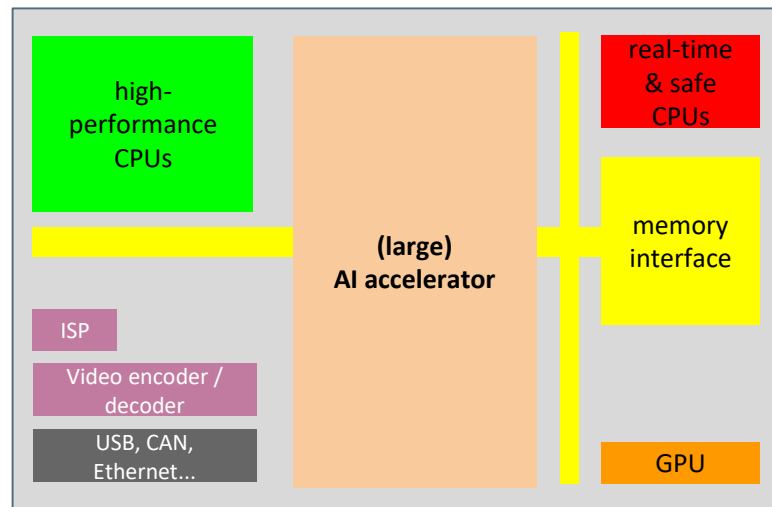 high-
performance
CPUs
(large)
AI accelerator
real-time
& safe
CPUs
memory
interface
ISP
Video encoder /
decoder
USB, CAN,
Ethernet...
GPU